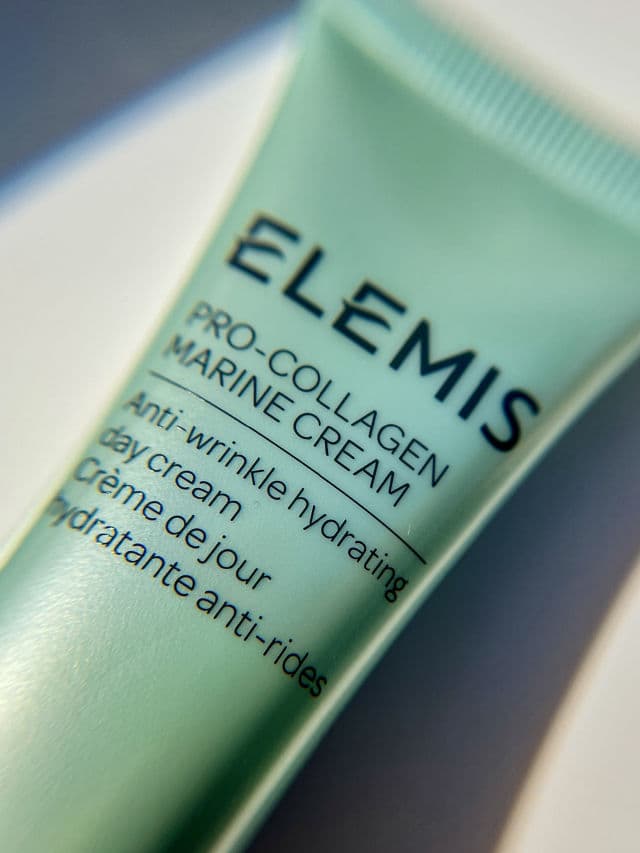 ELEMIS
PRO-COLLAGEN
MARINE CREAM
Anti-wrinkle hydrating
day cream
Crème de jour
hydratante anti-rides